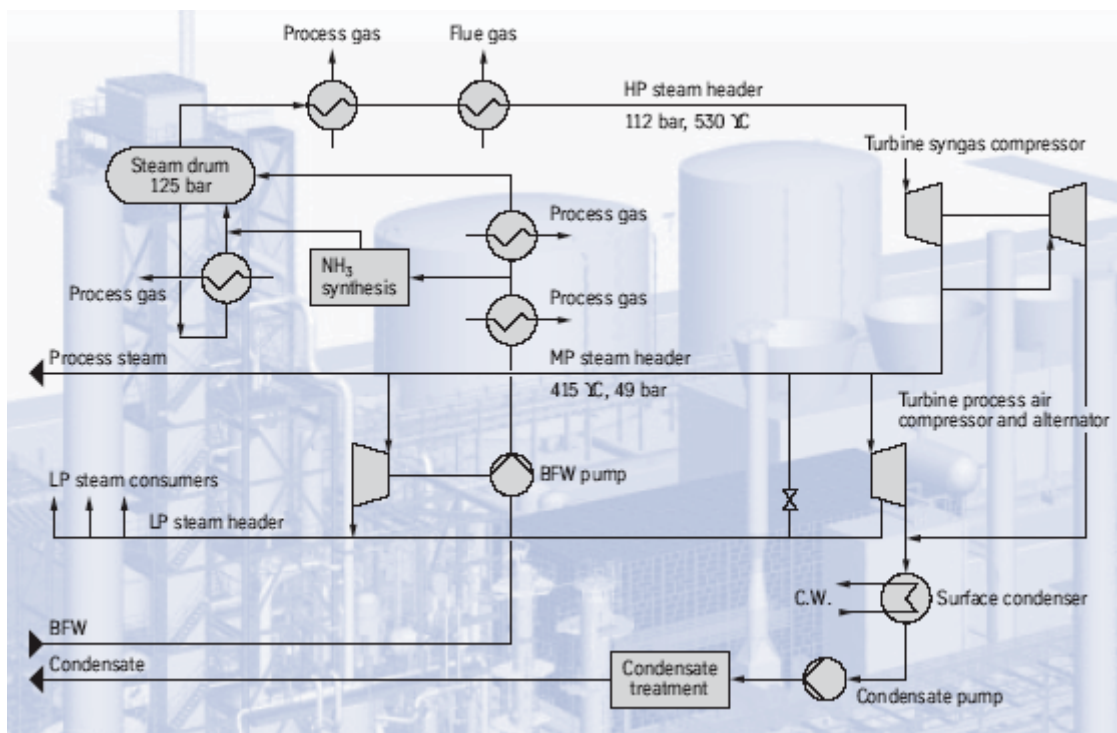 Process gas
Flue gas
HP steam header
112 bar, 530 ϒC
Turbine syngas compressor
Steam drum
125 bar
Process gas
NH₃
synthesis
Process gas
Process gas
Process steam
MP steam header
415 ϒC, 49 bar
Turbine process air
compressor and alternator
LP steam consumers
BFW pump
LP steam header
C.W.
Surface condenser
BFW
Condensate
Condensate
treatment
Condensate pump